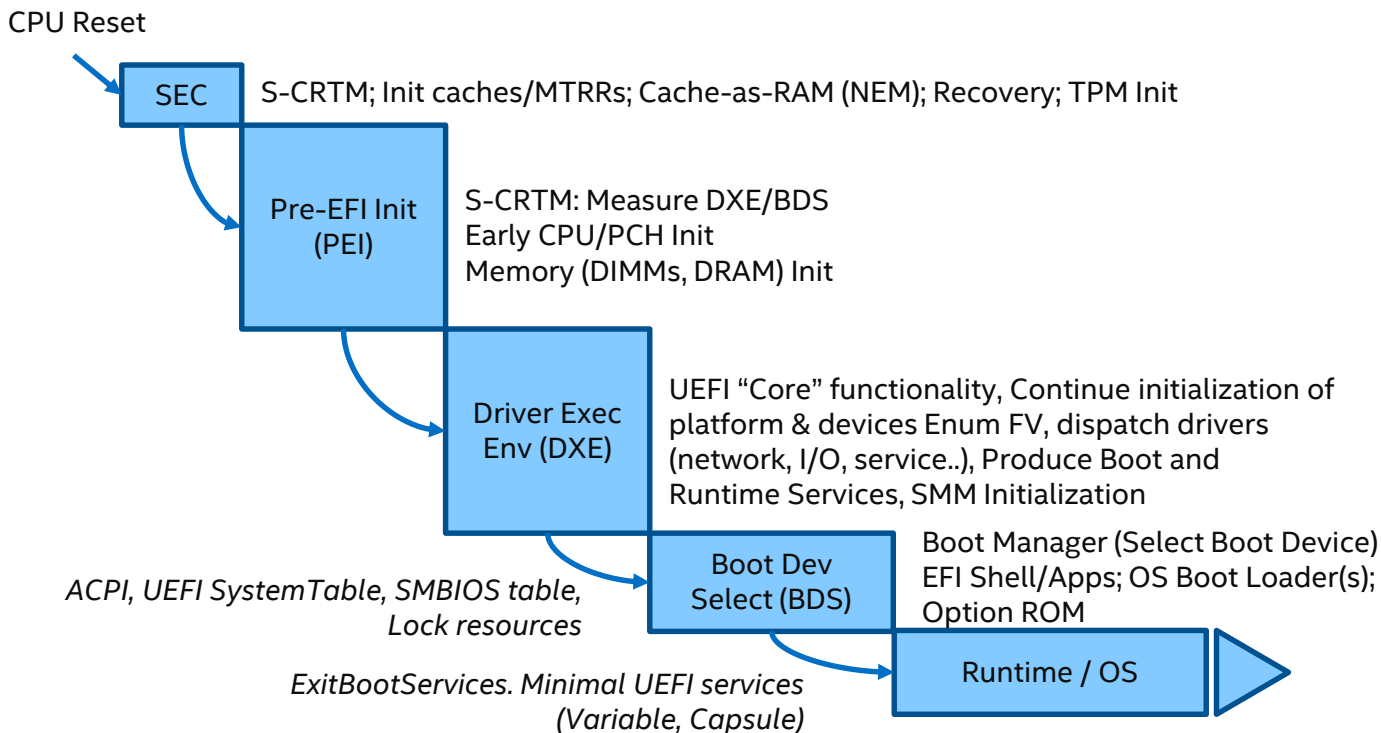 CPU Reset
SEC
S-CRTM; Init caches/MTRRs; Cache-as-RAM (NEM); Recovery; TPM Init
Pre-EFI Init
(PEI)
S-CRTM: Measure DXE/BDS
Early CPU/PCH Init
Memory (DIMMs, DRAM) Init
Driver Exec
Env (DXE)
UEFI “Core” functionality, Continue initialization of
platform & devices Enum FV, dispatch drivers
(network, I/O, service..), Produce Boot and
Runtime Services, SMM Initialization
ACPI, UEFI SystemTable, SMBIOS table,
Lock resources
Boot Dev
Select (BDS)
Boot Manager (Select Boot Device)
EFI Shell/Apps; OS Boot Loader(s);
Option ROM
ExitBootServices. Minimal UEFI services
(Variable, Capsule)
Runtime / OS